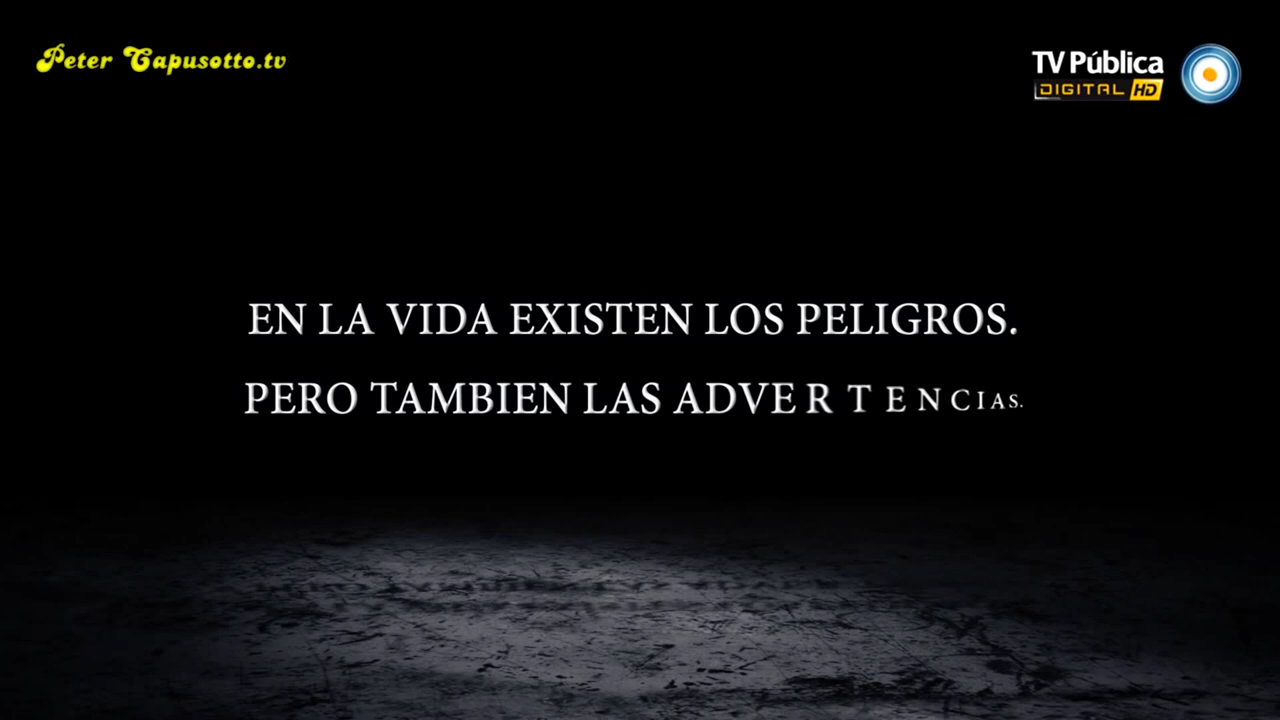 Peter Capusotto.tv
TV Pública
DIGITAL HD
EN LA VIDA EXISTEN LOS PELIGROS.
PERO TAMBIEN LAS ADVERTENCIAS.